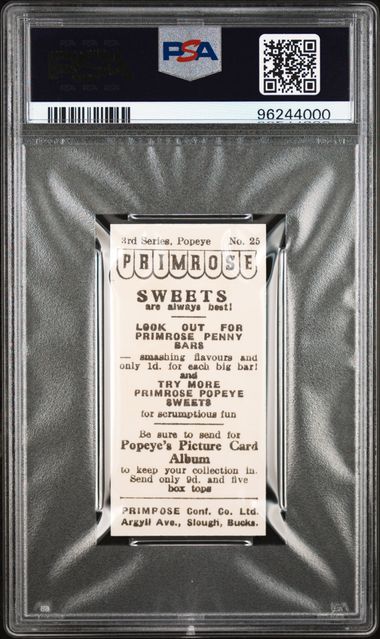 PSA
96244000
3rd Series, Popeye No. 25
PRIMROSE
SWEETS
are always best!
LOOK OUT FOR
PRIMROSE PENNY
BARS
— smashing flavours and
only 1d. for each big bar!
and
TRY MORE
PRIMROSE POPEYE
SWEETS
for scrumptious fun
Be sure to send for
Popeye's Picture Card
Album
to keep your collection in.
Send only 9d. and five
box tops
PRIMROSE Conf. Co. Ltd.
Argyll Ave., Slough, Bucks.